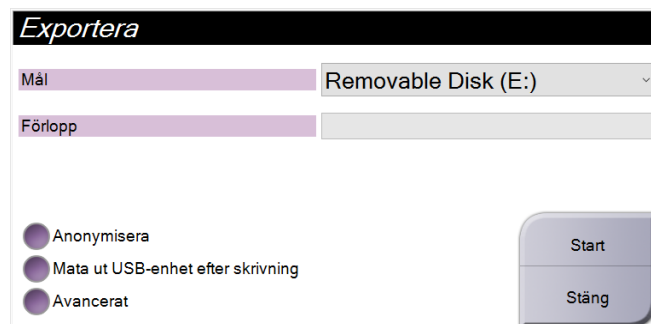 Exportera
Mål
Removable Disk (E:)
Förlopp
Anonymisera
Mata ut USB-enhet efter skrivning
Avancerat
Start
Stäng